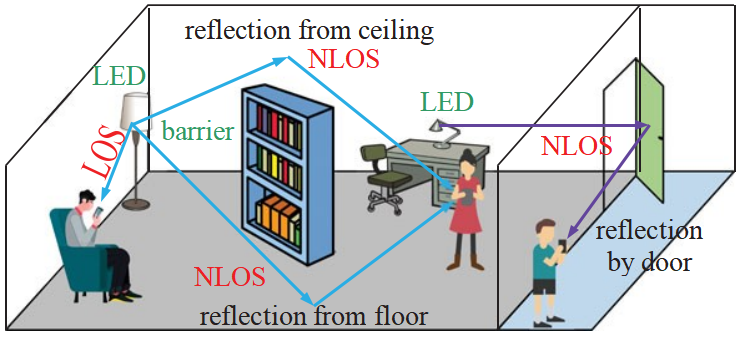 reflection from ceiling
NLOS
LED
LED
barrier
LOS
NLOS
reflection
by door
NLOS
reflection from floor